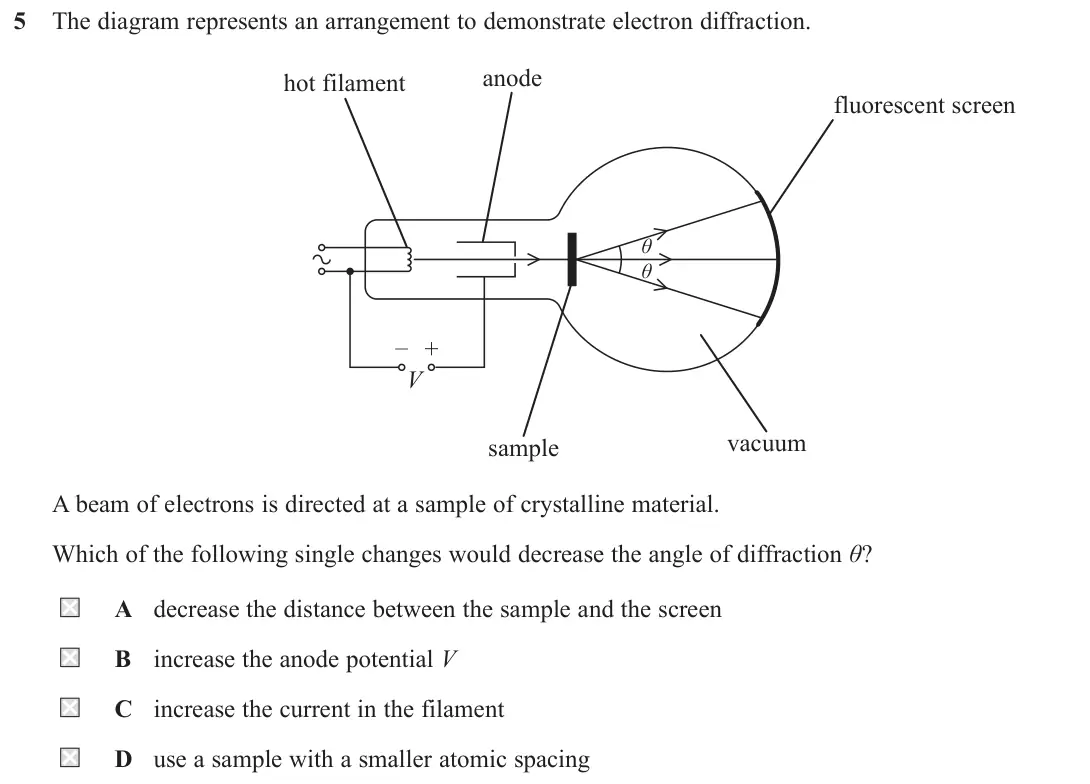 5 The diagram represents an arrangement to demonstrate electron diffraction.
hot filament
anode
fluorescent screen
θ
θ
− +
V
sample
vacuum
A beam of electrons is directed at a sample of crystalline material.
Which of the following single changes would decrease the angle of diffraction θ?
A decrease the distance between the sample and the screen
B increase the anode potential V
C increase the current in the filament
D use a sample with a smaller atomic spacing